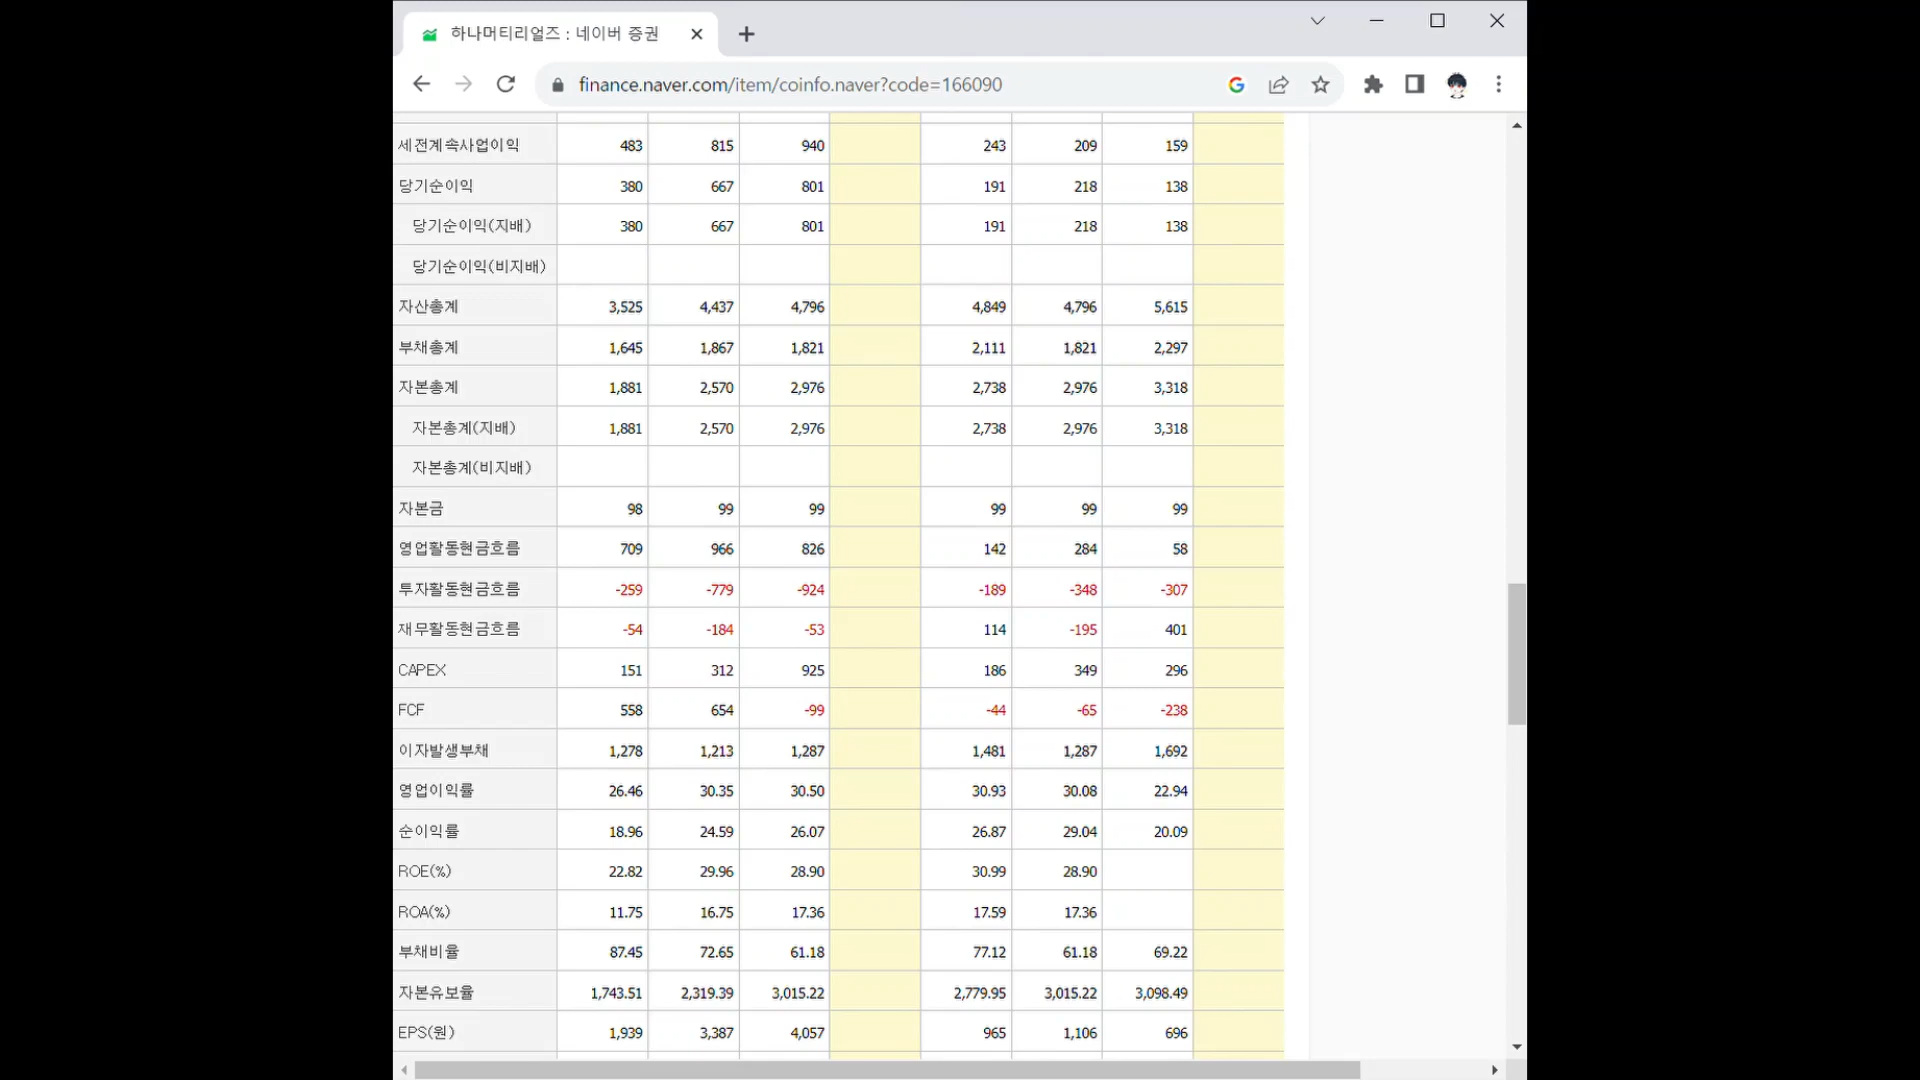 하나머티리얼즈 : 네이버 증권
finance.naver.com/item/coinfo.naver?code=166090
세전계속사업이익 483 815 940 243 209 159
당기순이익 380 667 801 191 218 138
당기순이익(지배) 380 667 801 191 218 138
당기순이익(비지배)
자산총계 3,525 4,437 4,796 4,849 4,796 5,615
부채총계 1,645 1,867 1,821 2,111 1,821 2,297
자본총계 1,881 2,570 2,976 2,738 2,976 3,318
자본총계(지배) 1,881 2,570 2,976 2,738 2,976 3,318
자본총계(비지배)
자본금 98 99 99 99 99 99
영업활동현금흐름 709 966 826 142 284 58
투자활동현금흐름 -259 -779 -924 -189 -348 -307
재무활동현금흐름 -54 -184 -53 114 -195 401
CAPEX 151 312 925 186 349 296
FCF 558 654 -99 -44 -65 -238
이자발생부채 1,278 1,213 1,287 1,481 1,287 1,692
영업이익률 26.46 30.35 30.50 30.93 30.08 22.94
순이익률 18.96 24.59 26.07 26.87 29.04 20.09
ROE(%) 22.82 29.96 28.90 30.99 28.90
ROA(%) 11.75 16.75 17.36 17.59 17.36
부채비율 87.45 72.65 61.18 77.12 61.18 69.22
자본유보율 1,743.51 2,319.39 3,015.22 2,779.95 3,015.22 3,098.49
EPS(원) 1,939 3,387 4,057 965 1,106 696